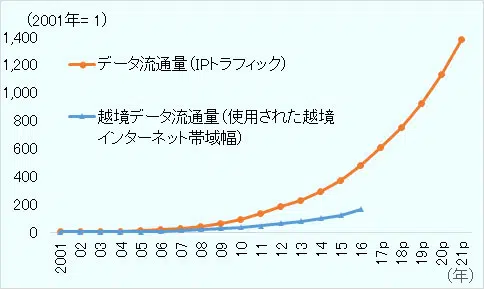 (2001年= 1)
1,400
1,200
1,000
800
600
400
200
0
データ流通量(IPトラフィック)
越境データ流通量(使用された越境
インターネット帯域幅)
2001 02 03 04 05 06 07 08 09 10 11 12 13 14 15 16 17p 18p 19p 20p 21p
(年)